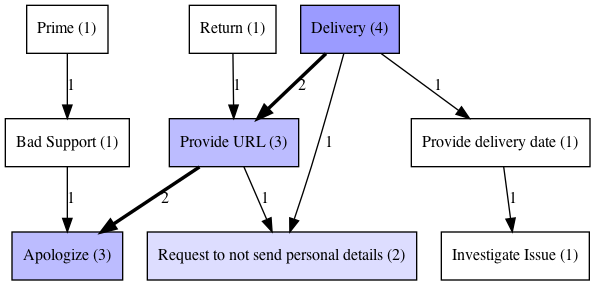 Prime (1)
Return (1)
Delivery (4)
1
1
2
1
1
Bad Support (1)
Provide URL (3)
Provide delivery date (1)
1
2
1
1
Apologize (3)
Request to not send personal details (2)
Investigate Issue (1)